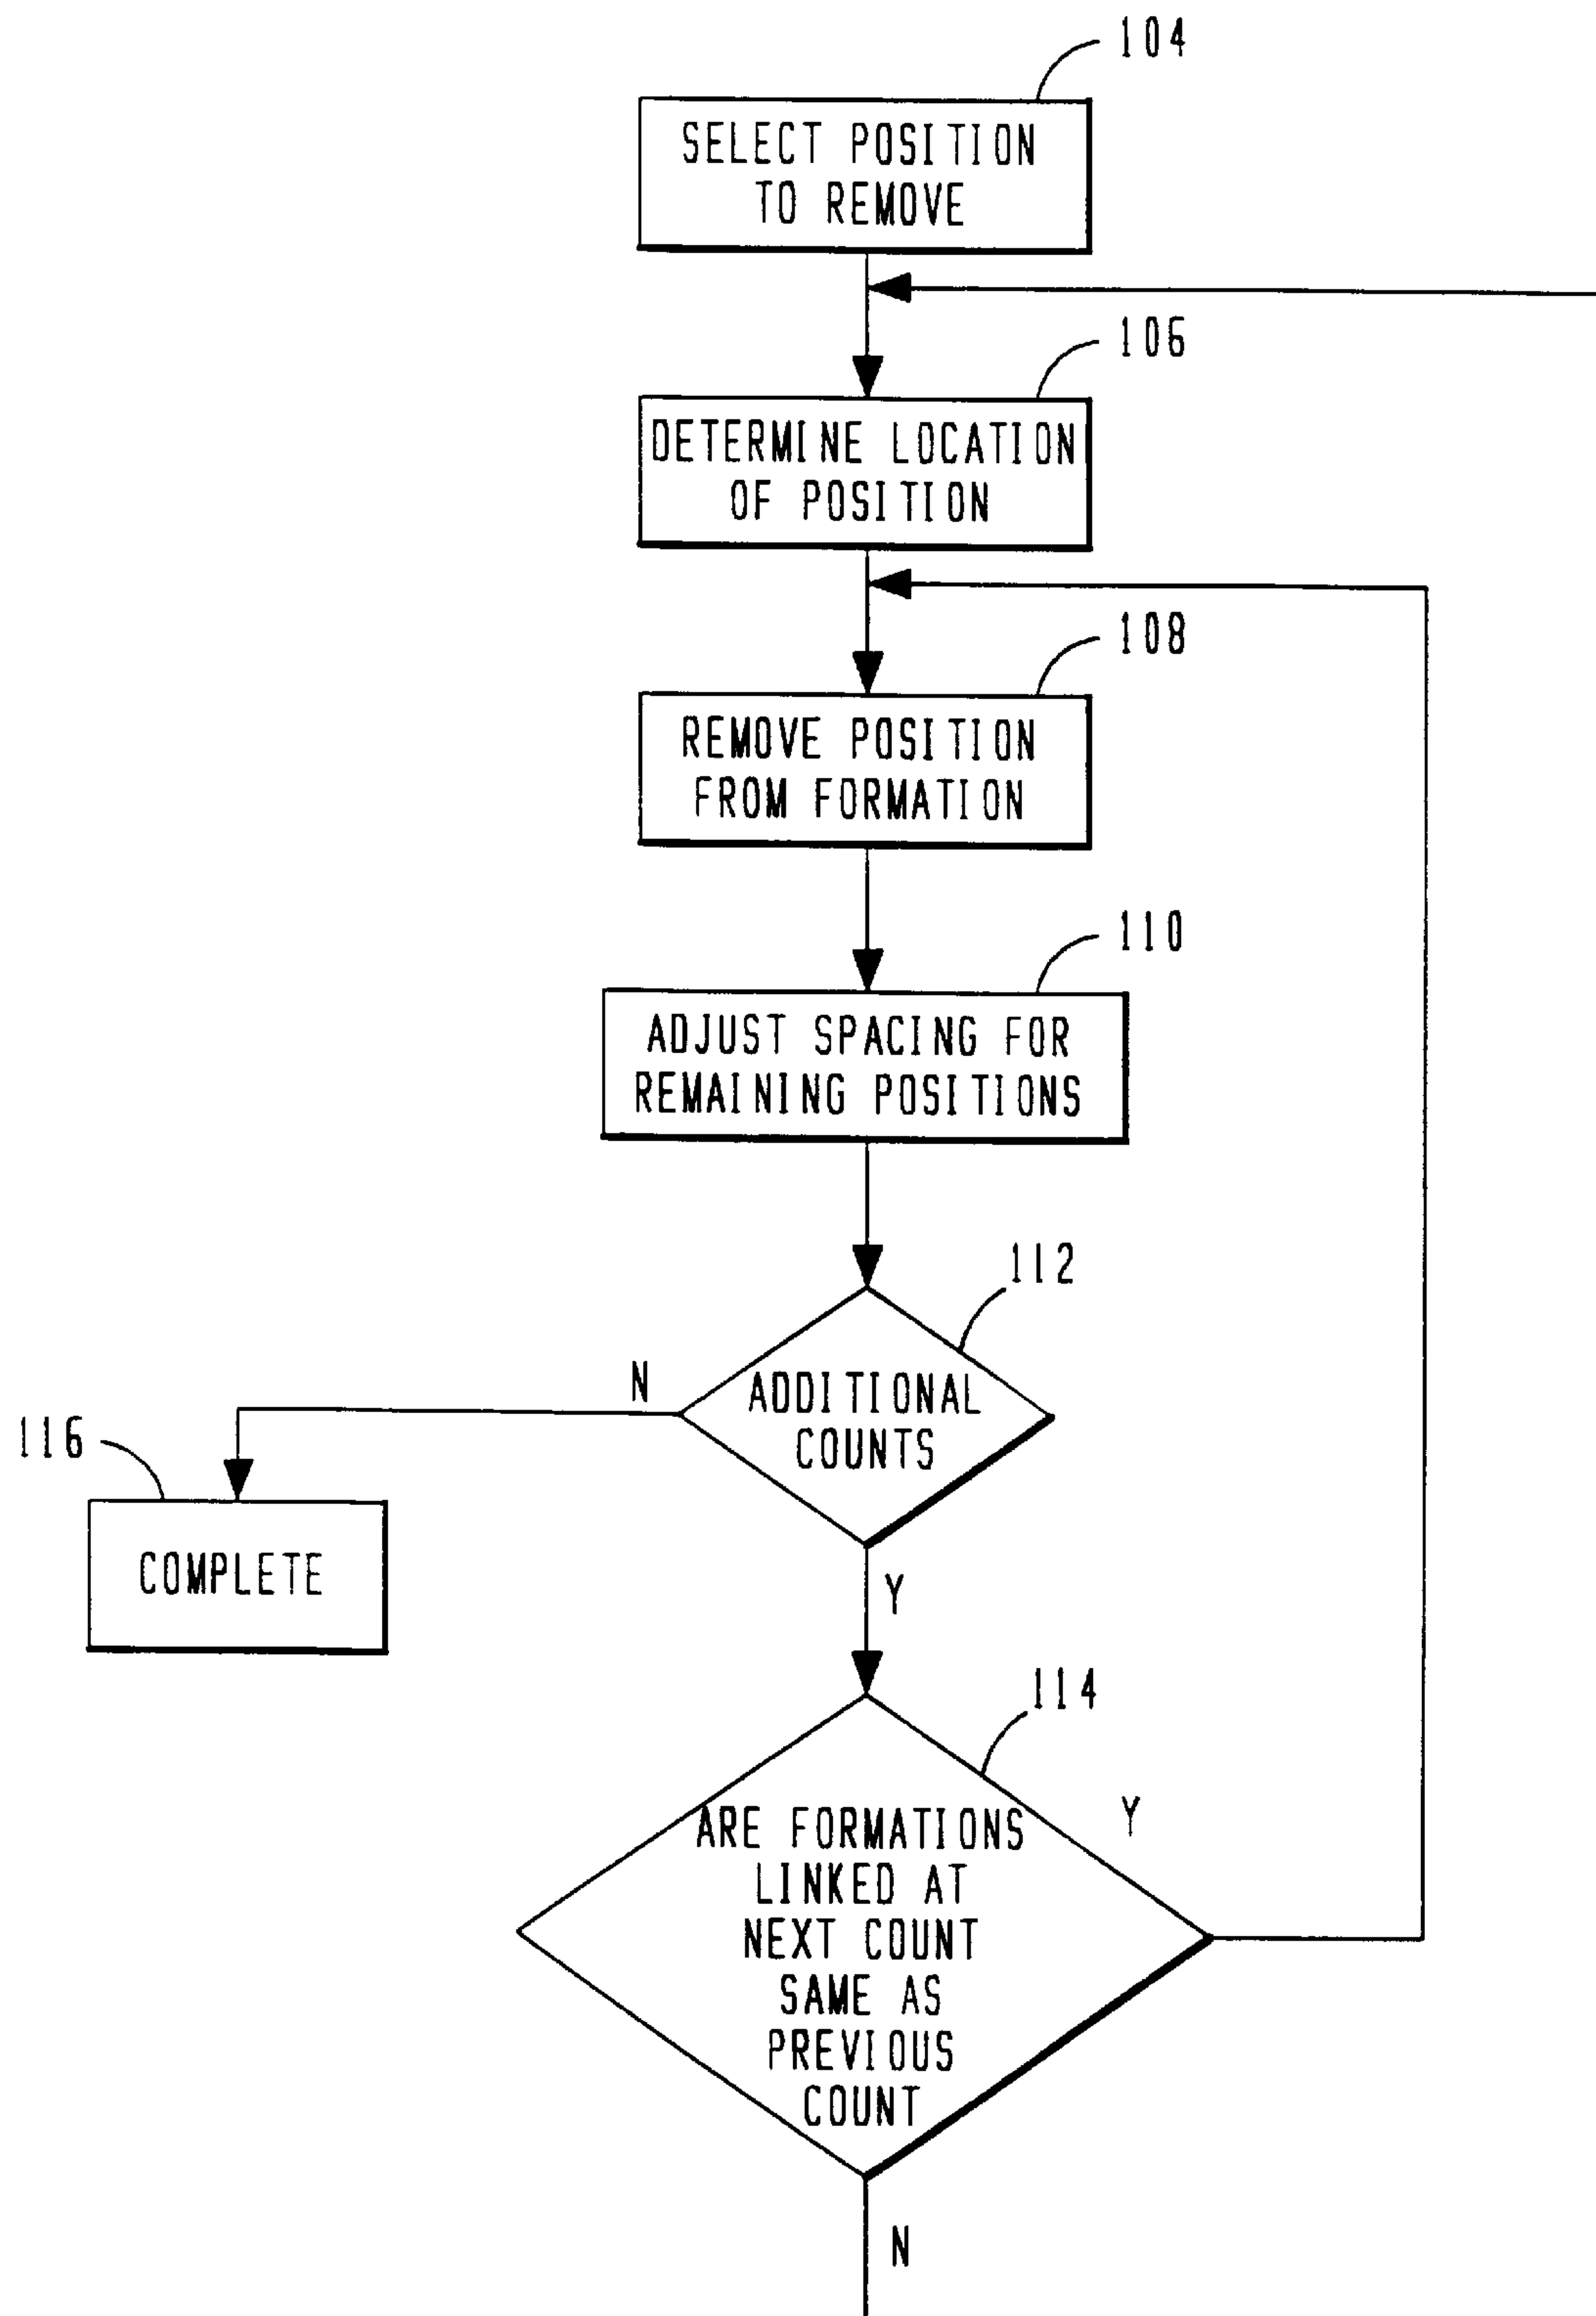 104
SELECT POSITION
TO REMOVE
106
DETERMINE LOCATION
OF POSITION
108
REMOVE POSITION
FROM FORMATION
110
ADJUST SPACING FOR
REMAINING POSITIONS
112
N
ADDITIONAL
COUNTS
116
COMPLETE
Y
114
Y
ARE FORMATIONS
LINKED AT
NEXT COUNT
SAME AS
PREVIOUS
COUNT
N